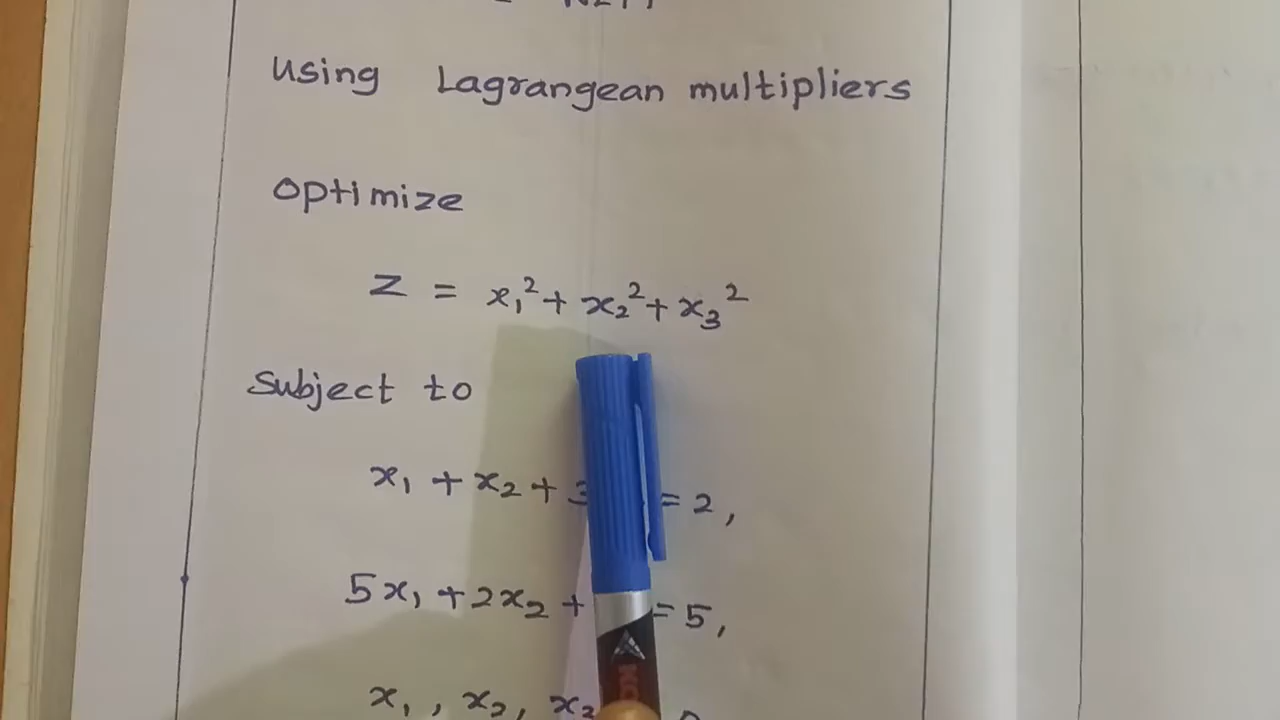 Using Lagrangean multipliers
Optimize
Z = x₁² + x₂² + x₃²
Subject to
x₁ + x₂ + 3 = 2,
5x₁ + 2x₂ + = 5,
x₁, x₂, x₃